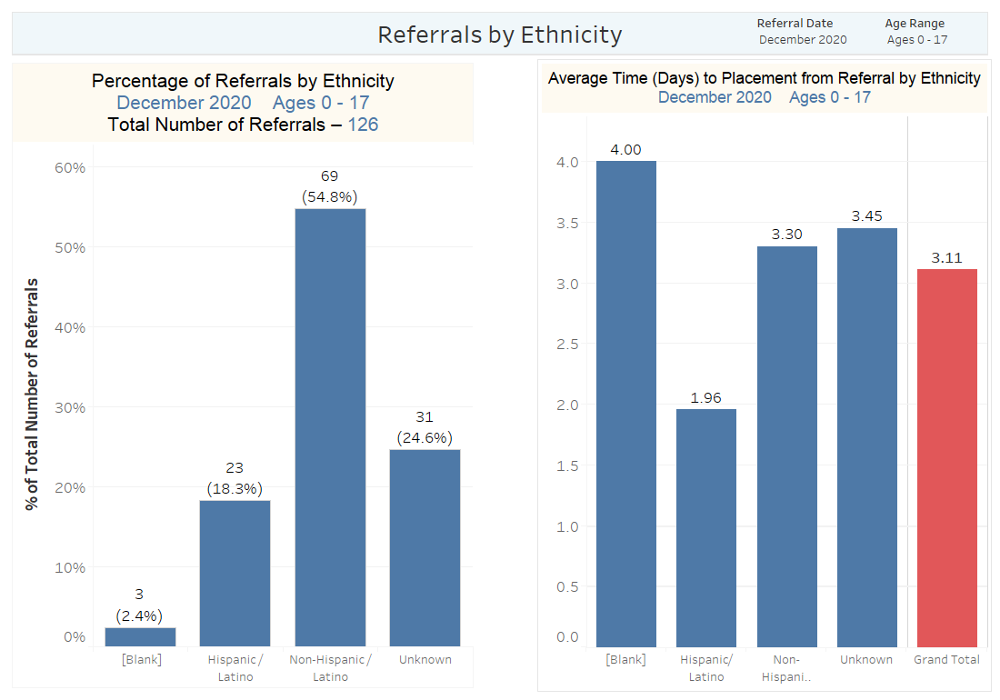 Referrals by Ethnicity
Referral Date
December 2020
Age Range
Ages 0 - 17
Percentage of Referrals by Ethnicity
December 2020 Ages 0 - 17
Total Number of Referrals – 126
% of Total Number of Referrals
60%
50%
40%
30%
20%
10%
0%
3
(2.4%)
23
(18.3%)
69
(54.8%)
31
(24.6%)
[Blank]
Hispanic /
Latino
Non-Hispanic /
Latino
Unknown
Average Time (Days) to Placement from Referral by Ethnicity
December 2020 Ages 0 - 17
4.0
3.5
3.0
2.5
2.0
1.5
1.0
0.5
0.0
4.00
1.96
3.30
3.45
3.11
[Blank]
Hispanic/
Latino
Non-
Hispani..
Unknown
Grand Total